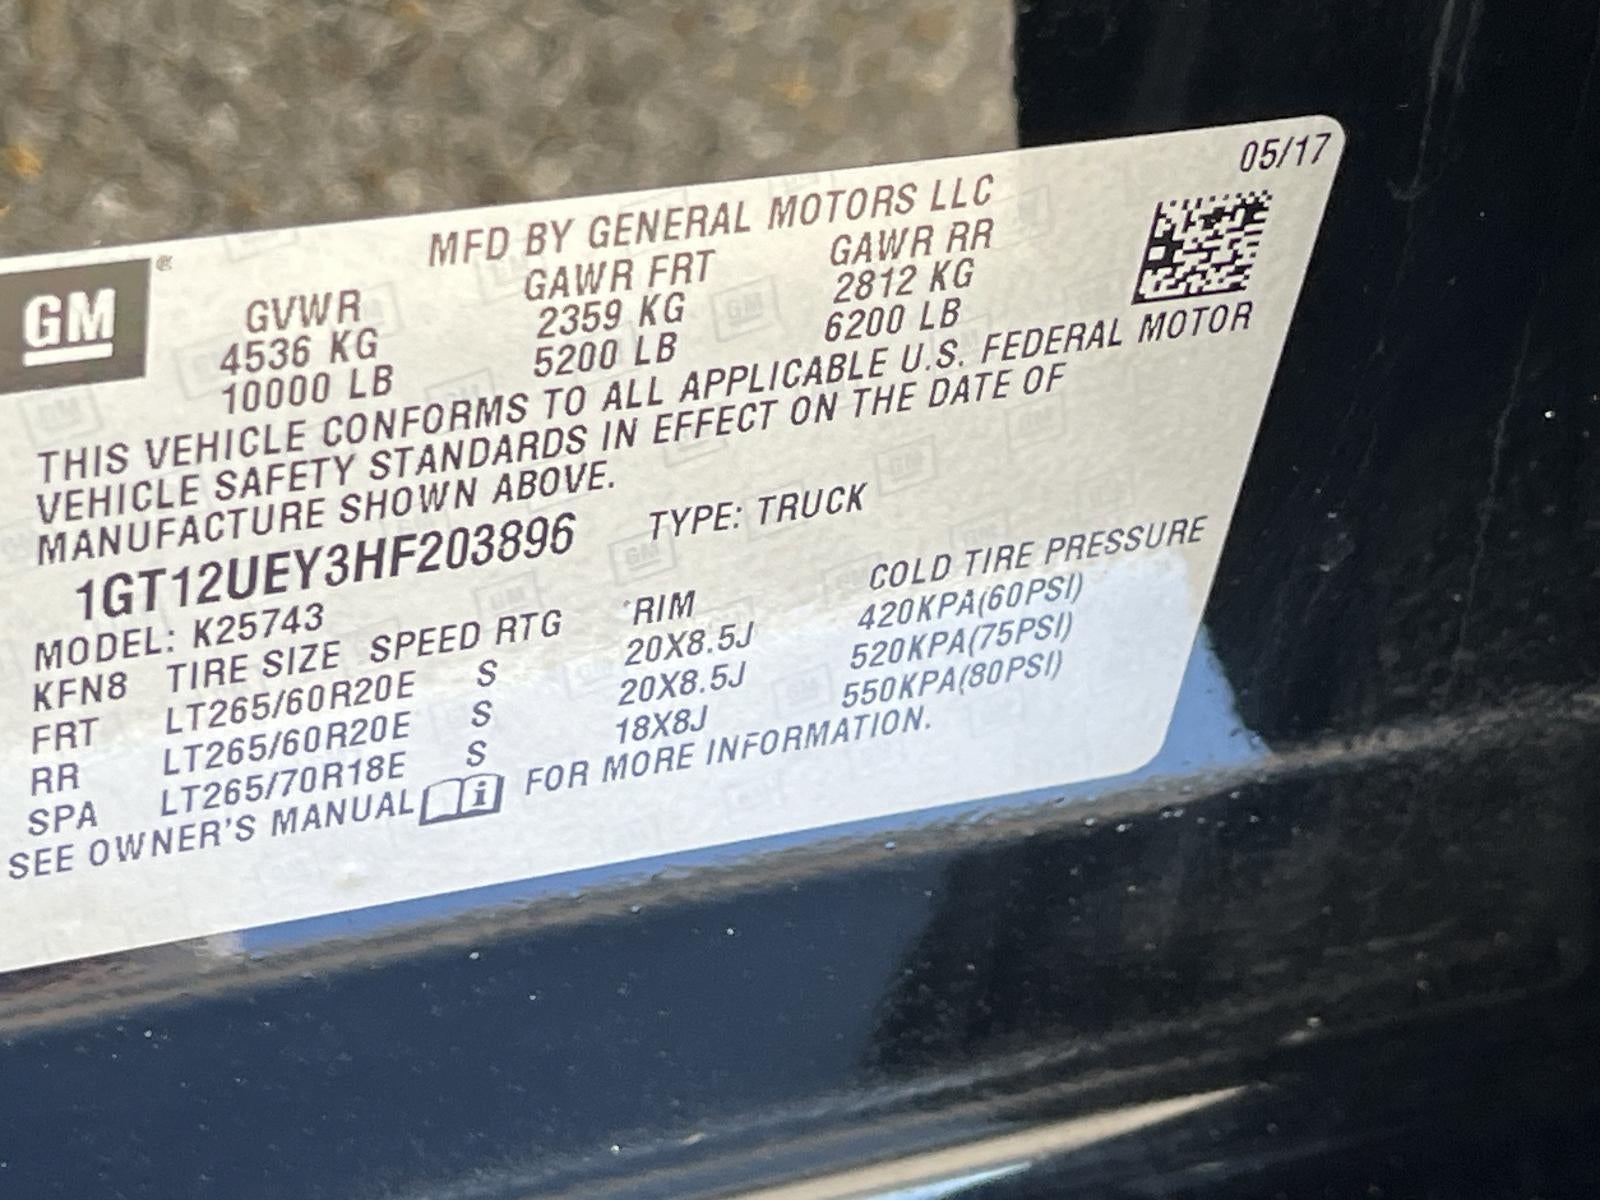 05/17
MFD BY GENERAL MOTORS LLC
GM®
GVWR GAWR FRT GAWR RR
4536 KG 2359 KG 2812 KG
10000 LB 5200 LB 6200 LB
THIS VEHICLE CONFORMS TO ALL APPLICABLE U.S. FEDERAL MOTOR
VEHICLE SAFETY STANDARDS IN EFFECT ON THE DATE OF
MANUFACTURE SHOWN ABOVE.
1GT12UEY3HF203896 TYPE: TRUCK
MODEL: K25743
KFN8 TIRE SIZE SPEED RTG RIM COLD TIRE PRESSURE
FRT LT265/60R20E S 20X8.5J 420KPA(60PSI)
RR LT265/60R20E S 20X8.5J 520KPA(75PSI)
SPA LT265/70R18E S 18X8J 550KPA(80PSI)
SEE OWNER'S MANUAL i FOR MORE INFORMATION.